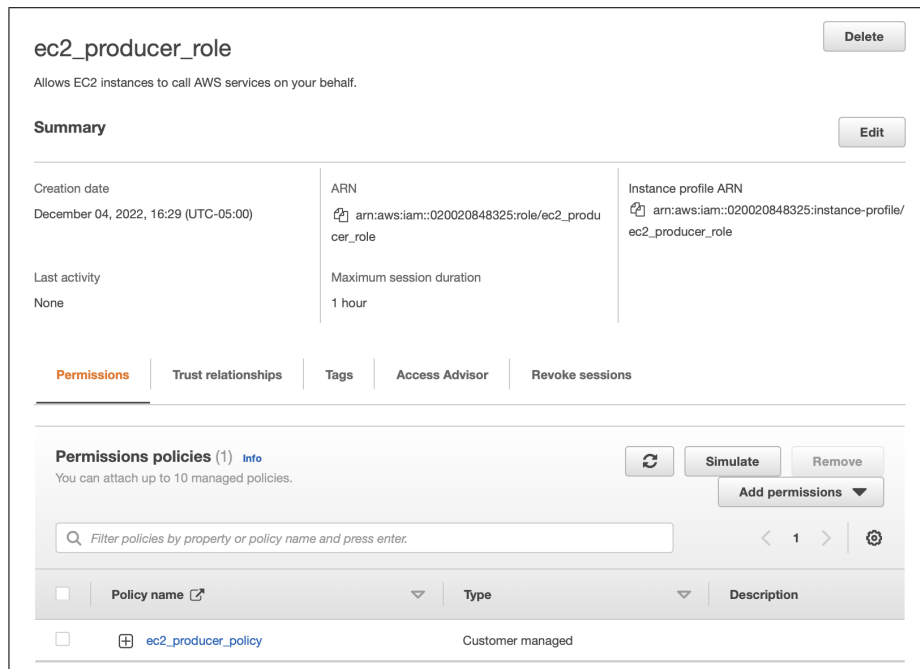 ec2_producer_role
Delete
Allows EC2 instances to call AWS services on your behalf.
Summary
Edit
Creation date
December 04, 2022, 16:29 (UTC-05:00)
ARN
arn:aws:iam::020020848325:role/ec2_produ
cer_role
Instance profile ARN
arn:aws:iam::020020848325:instance-profile/
ec2_producer_role
Last activity
None
Maximum session duration
1 hour
Permissions
Trust relationships
Tags
Access Advisor
Revoke sessions
Permissions policies (1) Info
You can attach up to 10 managed policies.
Simulate
Remove
Add permissions
Filter policies by property or policy name and press enter.
1
Policy name
Type
Description
ec2_producer_policy
Customer managed